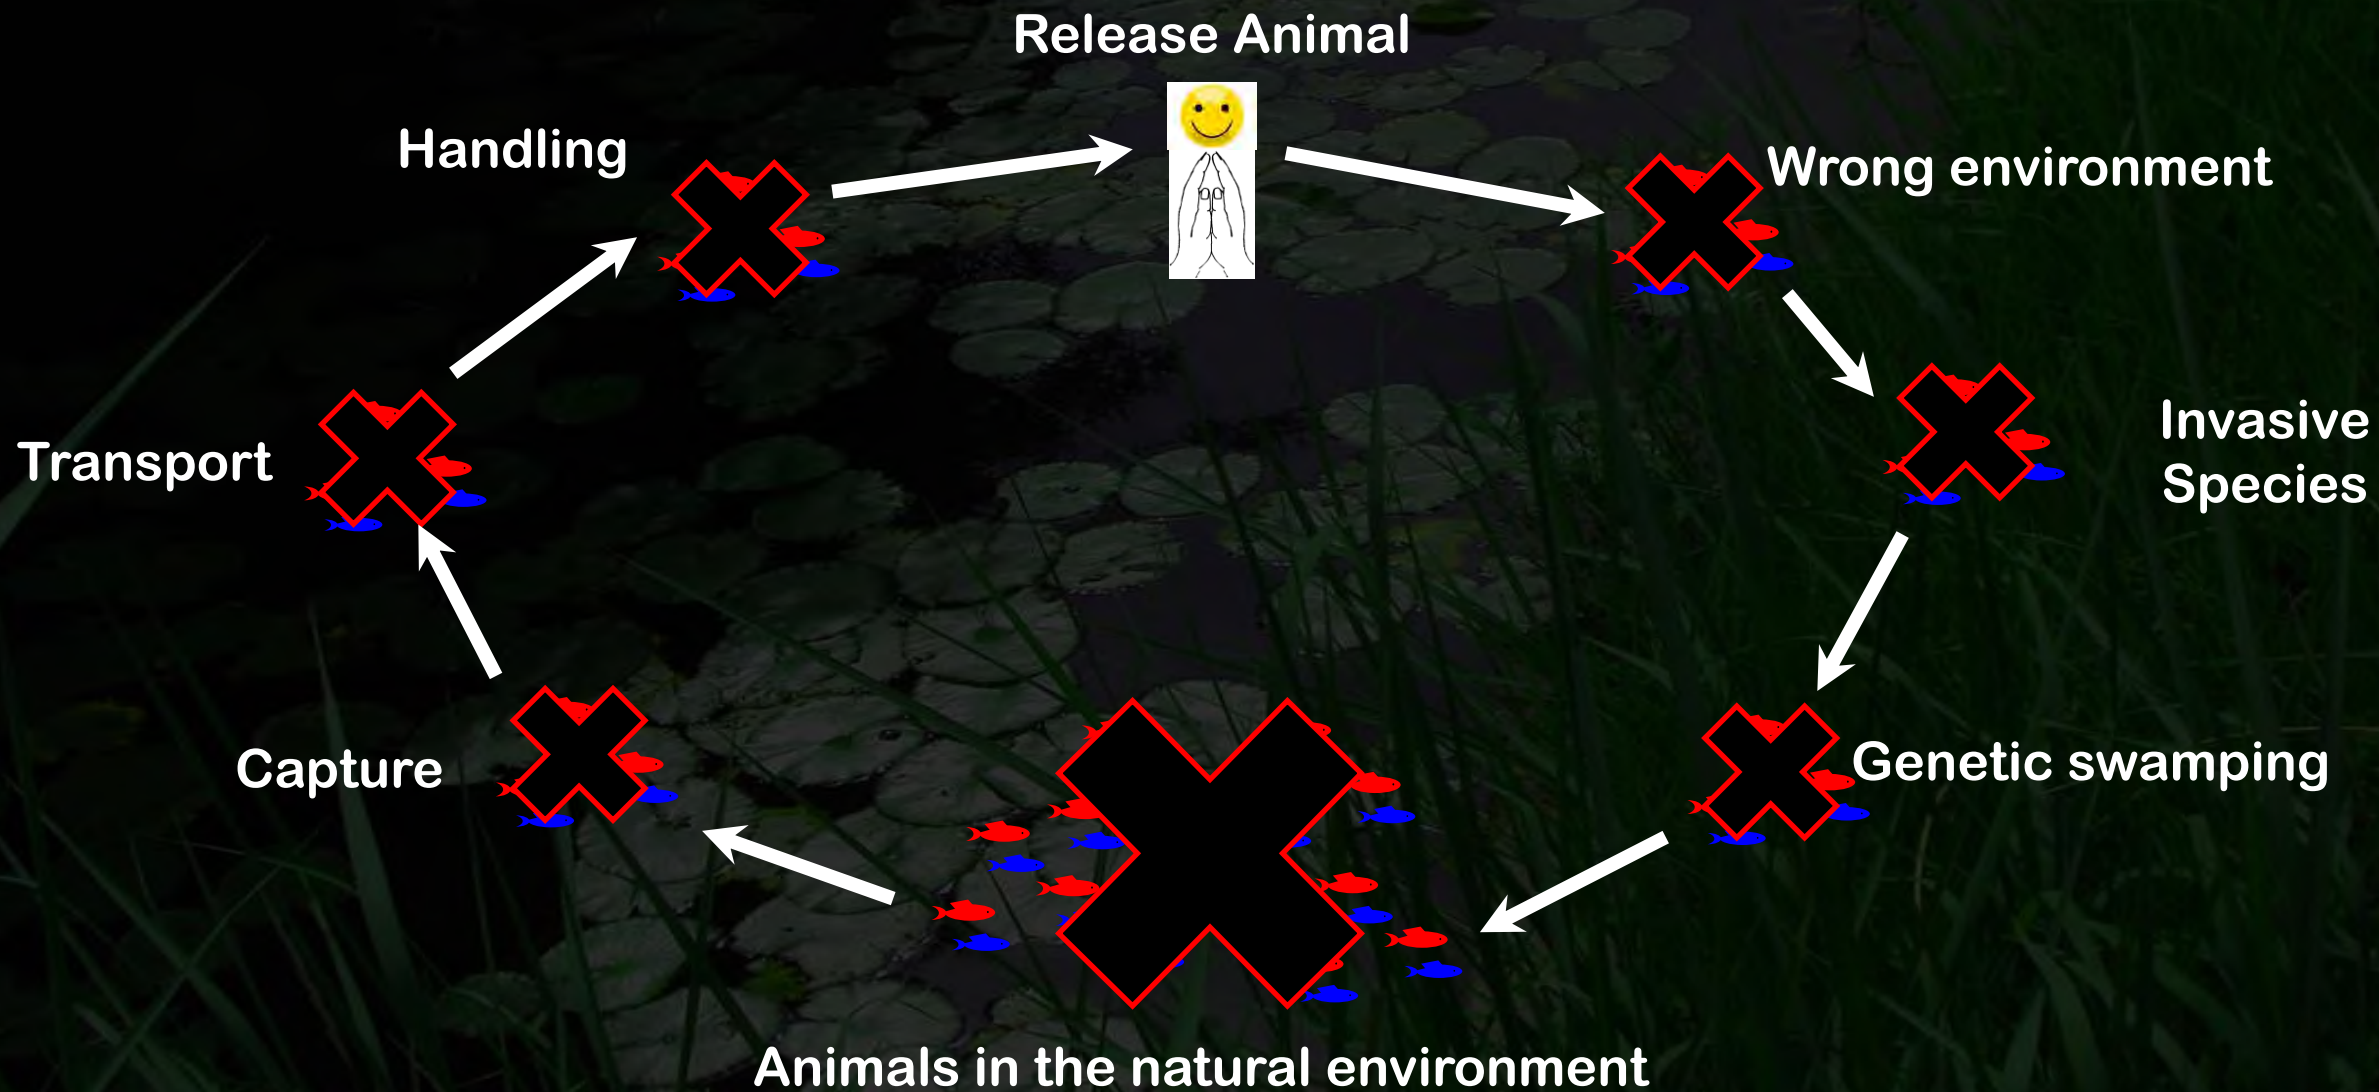 Release Animal
Handling
Wrong environment
Transport
Invasive
Species
Capture
Genetic swamping
Animals in the natural environment